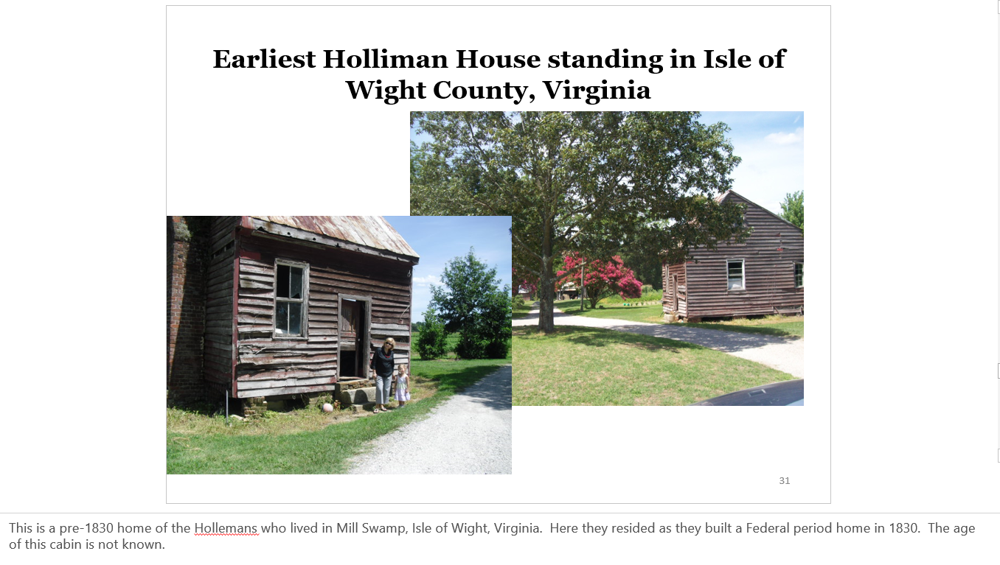 Earliest Holliman House standing in Isle of
Wight County, Virginia
31
This is a pre-1830 home of the Hollemans who lived in Mill Swamp, Isle of Wight, Virginia.  Here they resided as they built a Federal period home in 1830.  The age
of this cabin is not known.